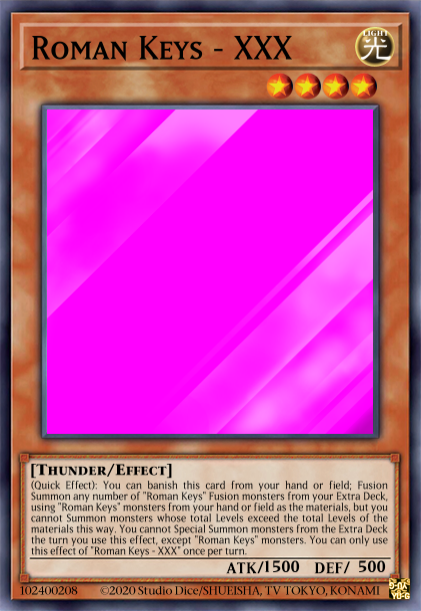 ROMAN KEYS - XXX
LIGHT
光
[THUNDER/EFFECT]
(Quick Effect): You can banish this card from your hand or field; Fusion
Summon any number of "Roman Keys" Fusion monsters from your Extra Deck,
using "Roman Keys" monsters from your hand or field as the materials, but you
cannot Summon monsters whose total Levels exceed the total Levels of the
materials this way. You cannot Special Summon monsters from the Extra Deck
the turn you use this effect, except "Roman Keys" monsters. You can only use
this effect of "Roman Keys - XXX" once per turn.
ATK/1500 DEF/ 500
102400208 ©2020 Studio Dice/SHUEISHA, TV TOKYO, KONAMI